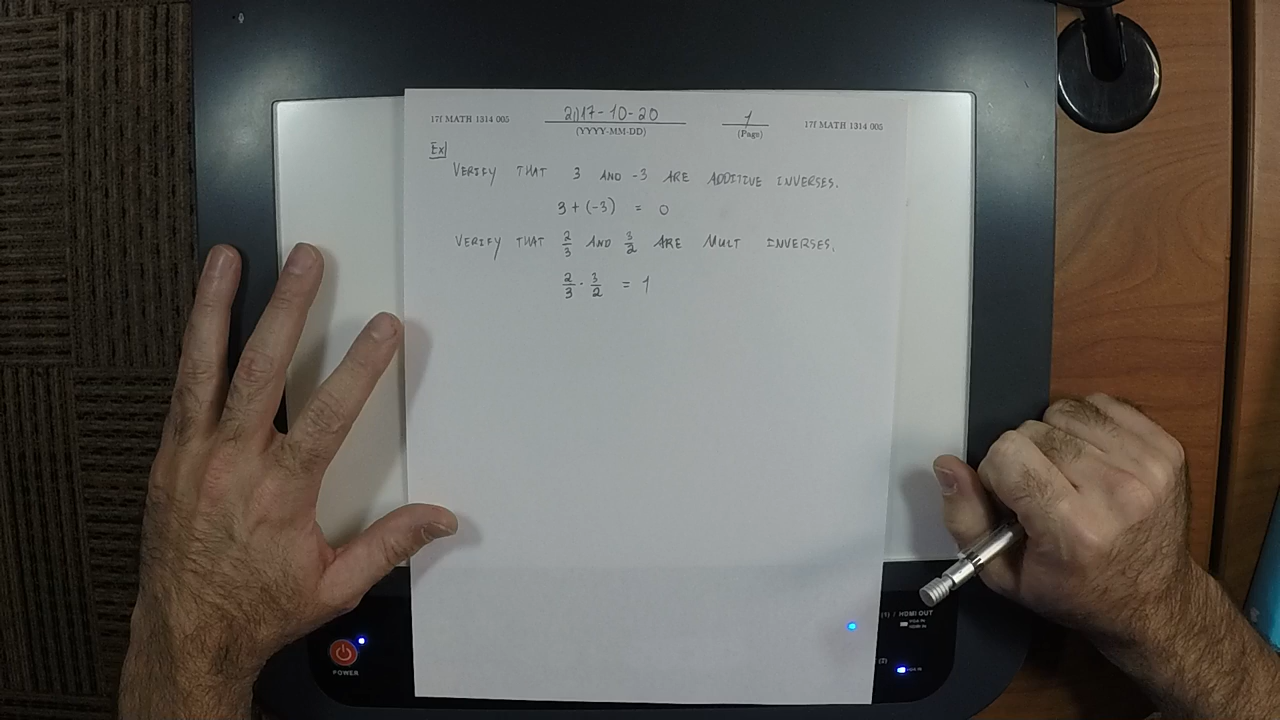 17f MATH 1314 005 2017-10-20 1 17f MATH 1314 005
(YYYY-MM-DD) (Page)
Ex
VERIFY THAT 3 AND -3 ARE ADDITIVE INVERSES.
3 + (-3) = 0
VERIFY THAT 2/3 AND 3/2 ARE MULT INVERSES.
2/3 · 3/2 = 1
/ HDMI OUT
POWER